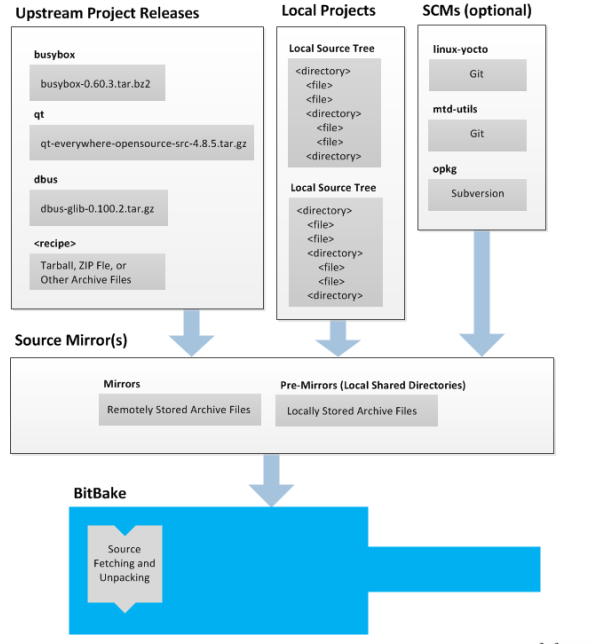 Upstream Project Releases
busybox
busybox-0.60.3.tar.bz2
qt
qt-everywhere-opensource-src-4.8.5.tar.gz
dbus
dbus-glib-0.100.2.tar.gz
<recipe>
Tarball, ZIP Fle, or
Other Archive Files
Local Projects
Local Source Tree
<directory>
<file>
<file>
<directory>
<file>
<file>
<directory>
Local Source Tree
<directory>
<file>
<file>
<directory>
<file>
<file>
<directory>
SCMs (optional)
linux-yocto
Git
mtd-utils
Git
opkg
Subversion
Source Mirror(s)
Mirrors
Remotely Stored Archive Files
Pre-Mirrors (Local Shared Directories)
Locally Stored Archive Files
BitBake
Source
Fetching and
Unpacking